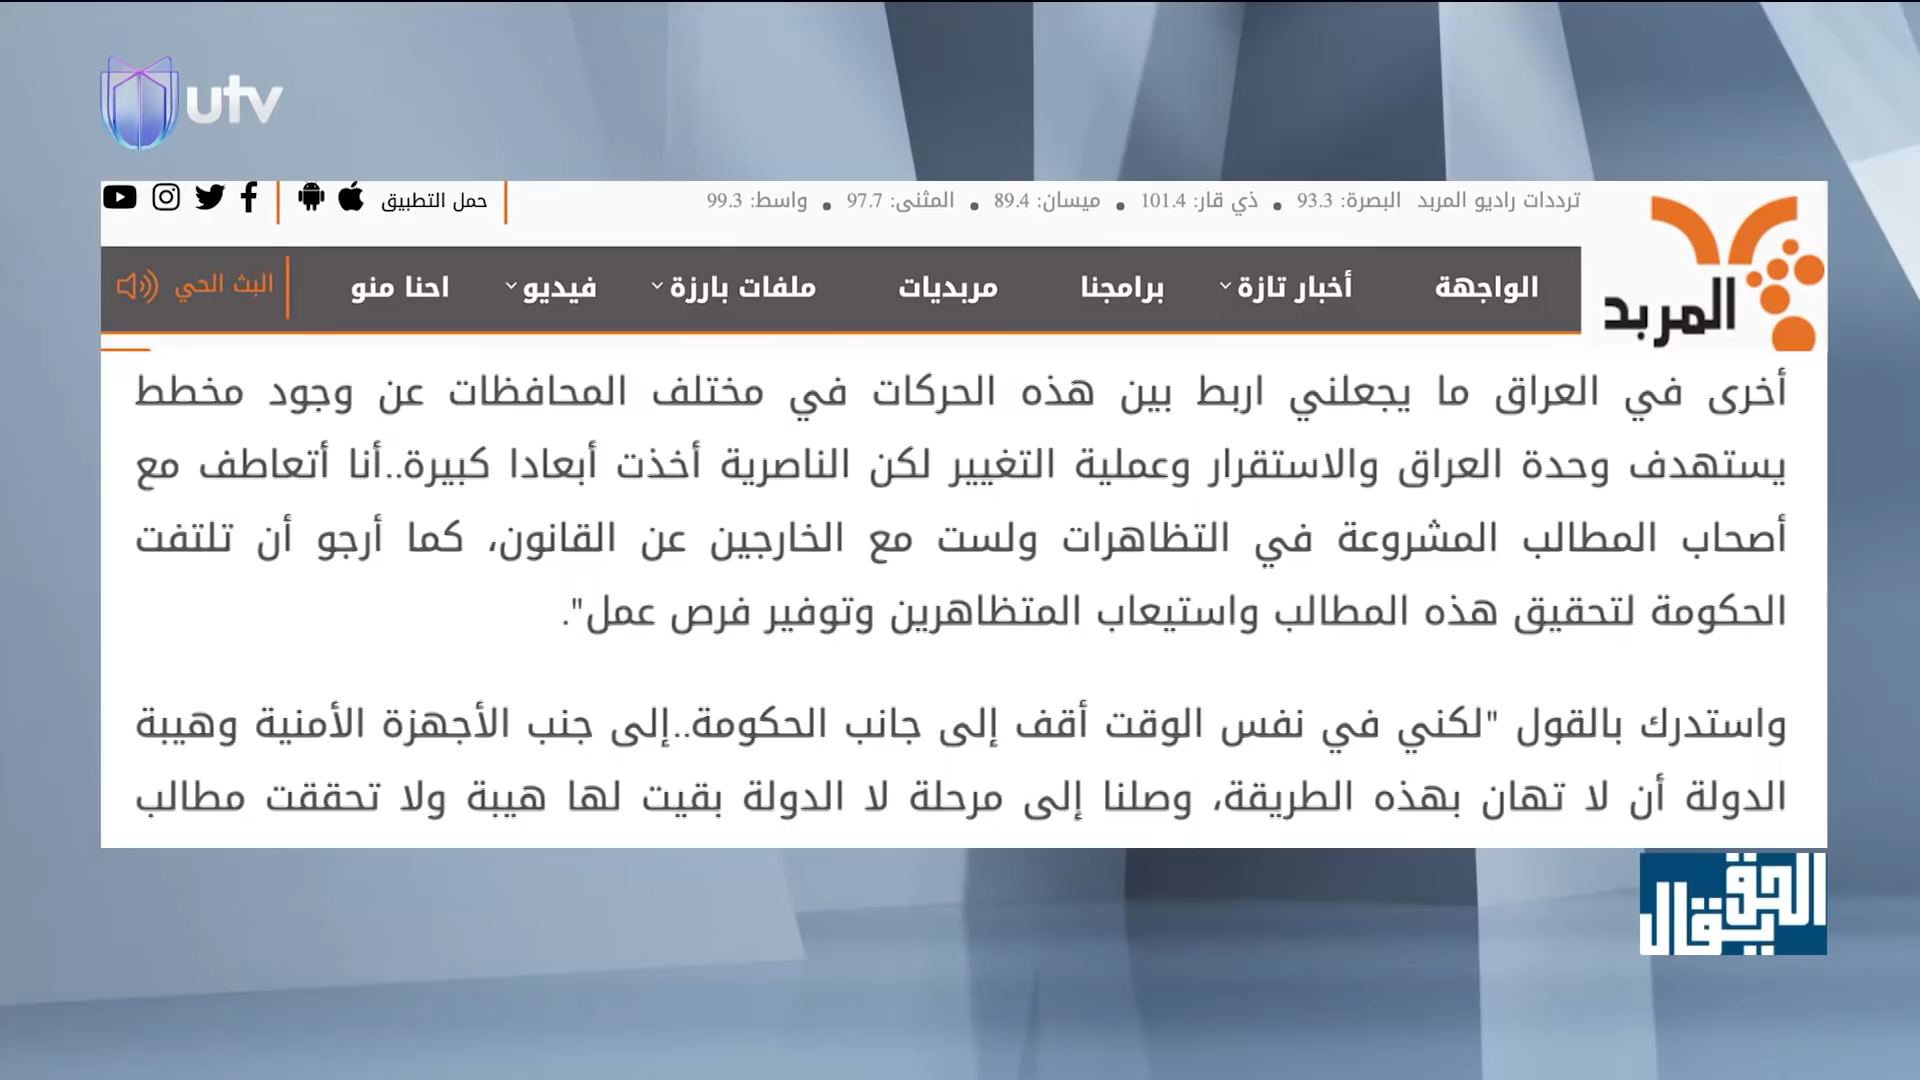 utv
حمل التطبيق
ترددات راديو المربد البصرة: 93.3 • ذي قار: 101.4 • ميسان: 89.4 • المثنى: 97.7 • واسط: 99.3
المربد
الواجهة أخبار تازة برامجنا مربديات ملفات بارزة فيديو احنا منو البث الحي
أخرى في العراق ما يجعلني اربط بين هذه الحركات في مختلف المحافظات عن وجود مخطط
يستهدف وحدة العراق والاستقرار وعملية التغيير لكن الناصرية أخذت أبعادا كبيرة..أنا أتعاطف مع
أصحاب المطالب المشروعة في التظاهرات ولست مع الخارجين عن القانون، كما أرجو أن تلتفت
الحكومة لتحقيق هذه المطالب واستيعاب المتظاهرين وتوفير فرص عمل".
واستدرك بالقول "لكني في نفس الوقت أقف إلى جانب الحكومة..إلى جنب الأجهزة الأمنية وهيبة
الدولة أن لا تهان بهذه الطريقة، وصلنا إلى مرحلة لا الدولة بقيت لها هيبة ولا تحققت مطالب
الحق
يقال